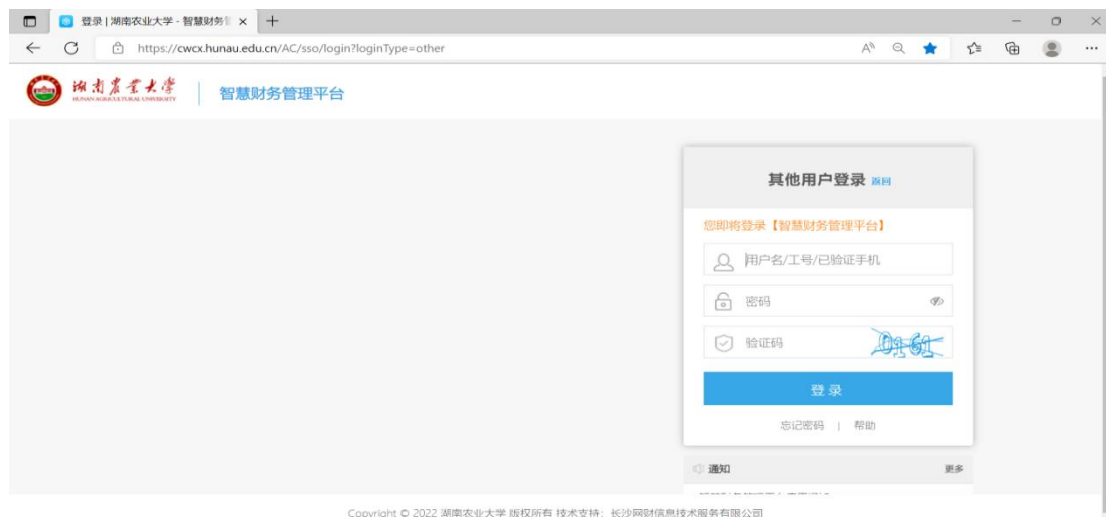 登录 | 湖南农业大学 - 智慧财务
https://cwcx.hunau.edu.cn/AC/sso/login?loginType=other
湖南农业大学
HUNAN AGRICULTURAL UNIVERSITY
智慧财务管理平台
其他用户登录 返回
您即将登录【智慧财务管理平台】
用户名/工号/已验证手机
密码
验证码
登 录
忘记密码 | 帮助
通知 更多
Copyright © 2022 湖南农业大学 版权所有 技术支持：长沙网财信息技术服务有限公司